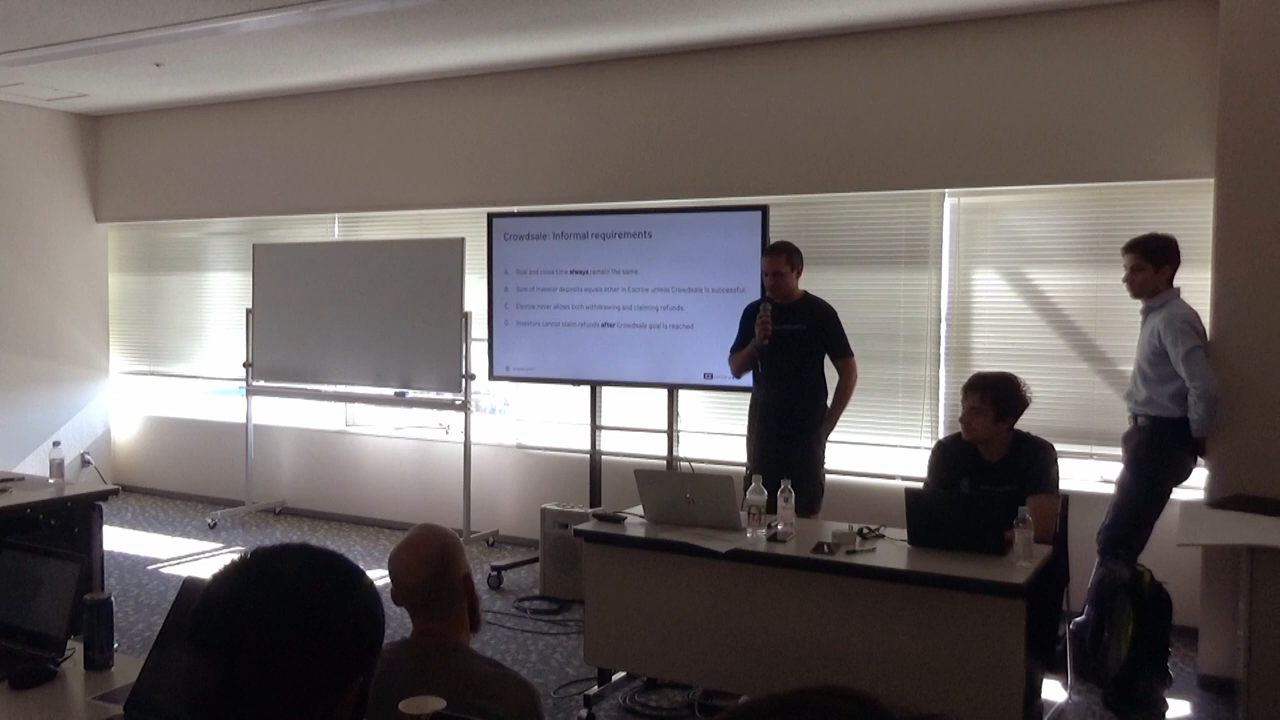 Crowdsale: Informal requirements
A. Goal and close time always remain the same.
B. Sum of investor deposits equals ether in Escrow unless Crowdsale is successful.
C. Escrow never allows both withdrawing and claiming refunds.
D. Investors cannot claim refunds after Crowdsale goal is reached.